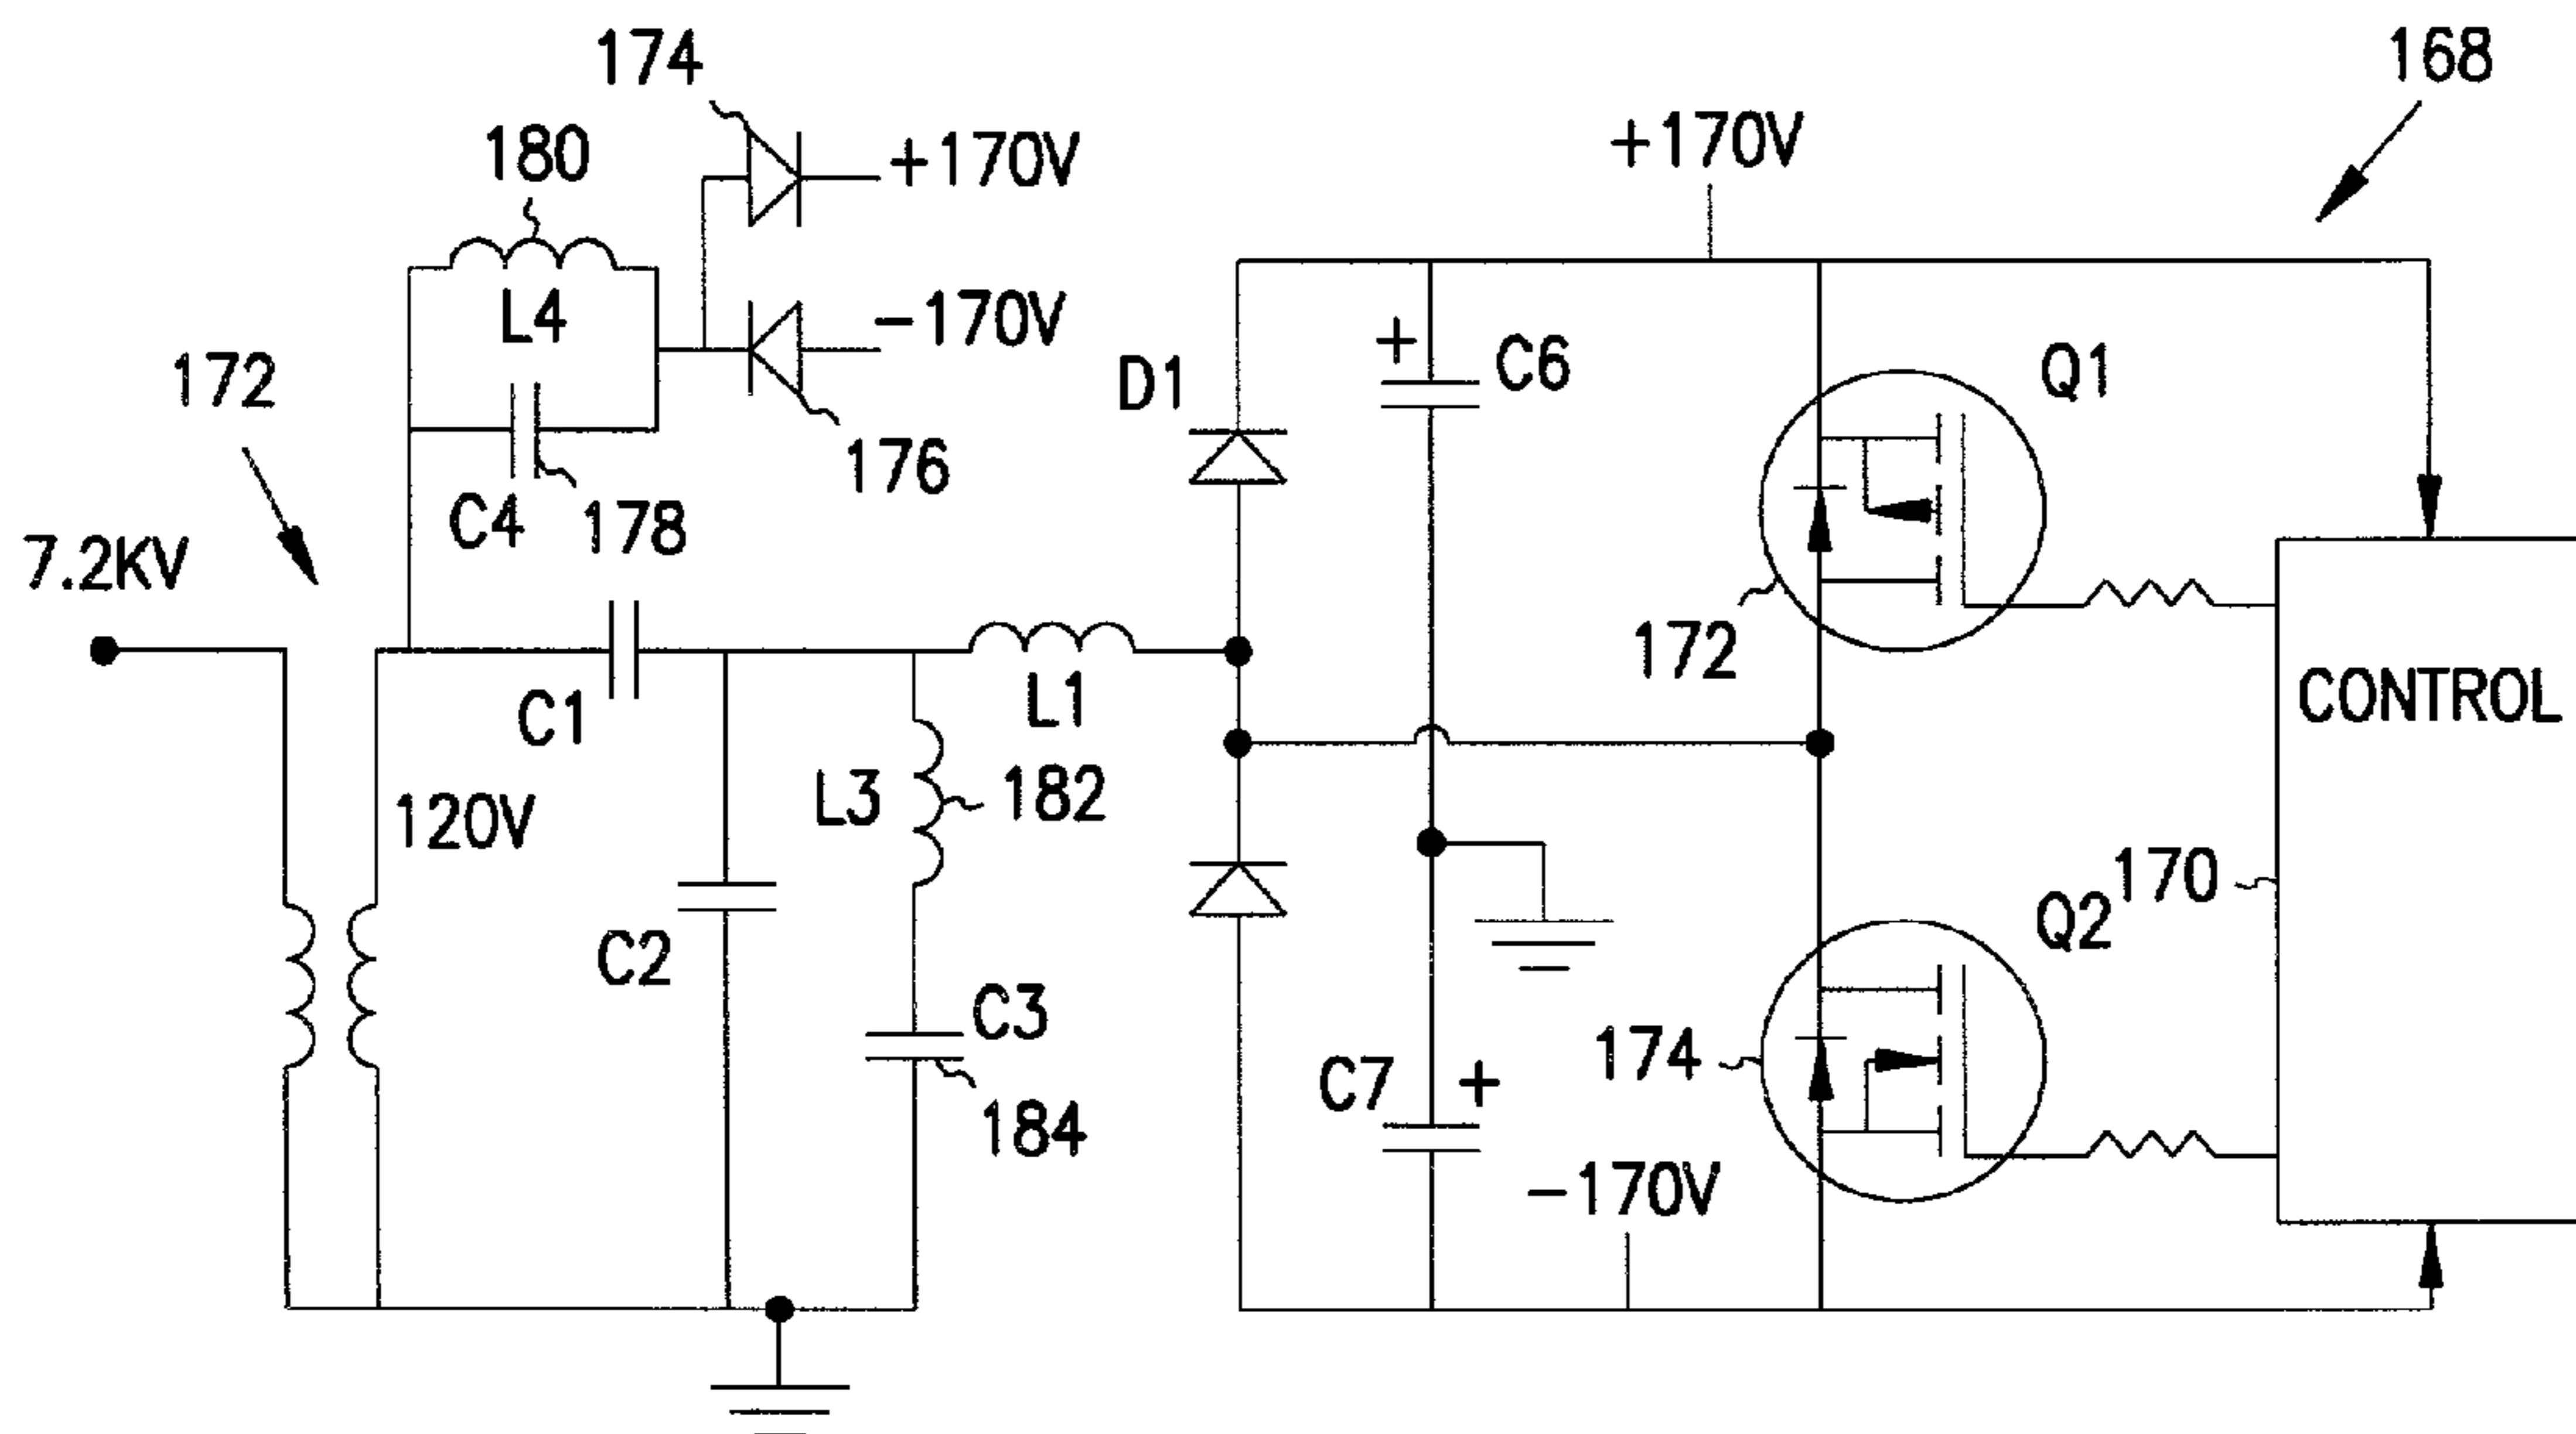 174
168
180
+170V
+170V
L4
-170V
172
D1
+
C6
Q1
176
C4
178
7.2KV
172
C1
L1
CONTROL
L3
182
120V
170
Q2
C2
C3
174
C7
+
184
-170V